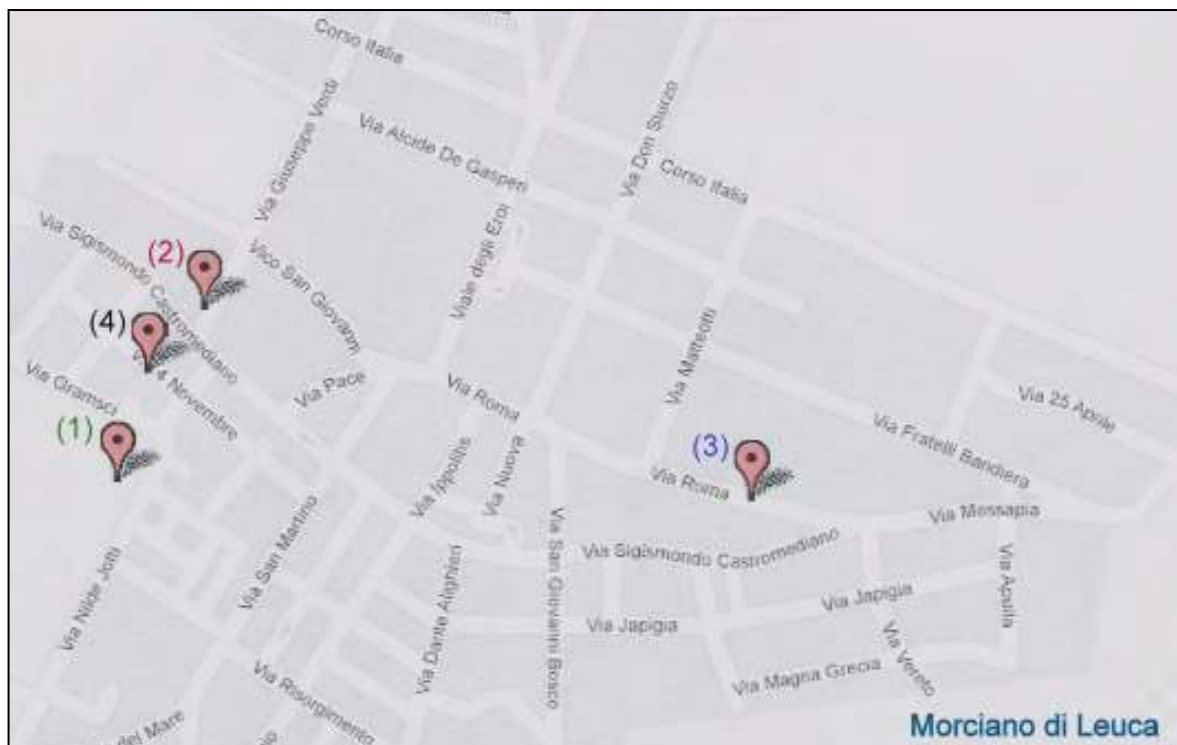 Corso Italia
Via Giuseppe Verdi
Via Alcide De Gasperi
Via Don Sturzo
Corso Italia
Via Sigismondo Castromediano
(2)
Vico San Giovanni
Viale degli Eroi
(4)
Via 4 Novembre
Via Gramsci
(1)
Via Pace
Via Roma
Via Matteotti
Via 25 Aprile
Via Fratelli Bandiera
(3)
Via Roma
Via Ippolitis
Via Nuova
Via Messapia
Via San Martino
Via Sigismondo Castromediano
Via San Giovanni Bosco
Via Nilde Jotti
Via Dante Alighieri
Via Japigia
Via Japigia
Via Apulia
Via Vereto
Via Magna Grecia
Via Risorgimento
del Mare
Morciano di Leuca